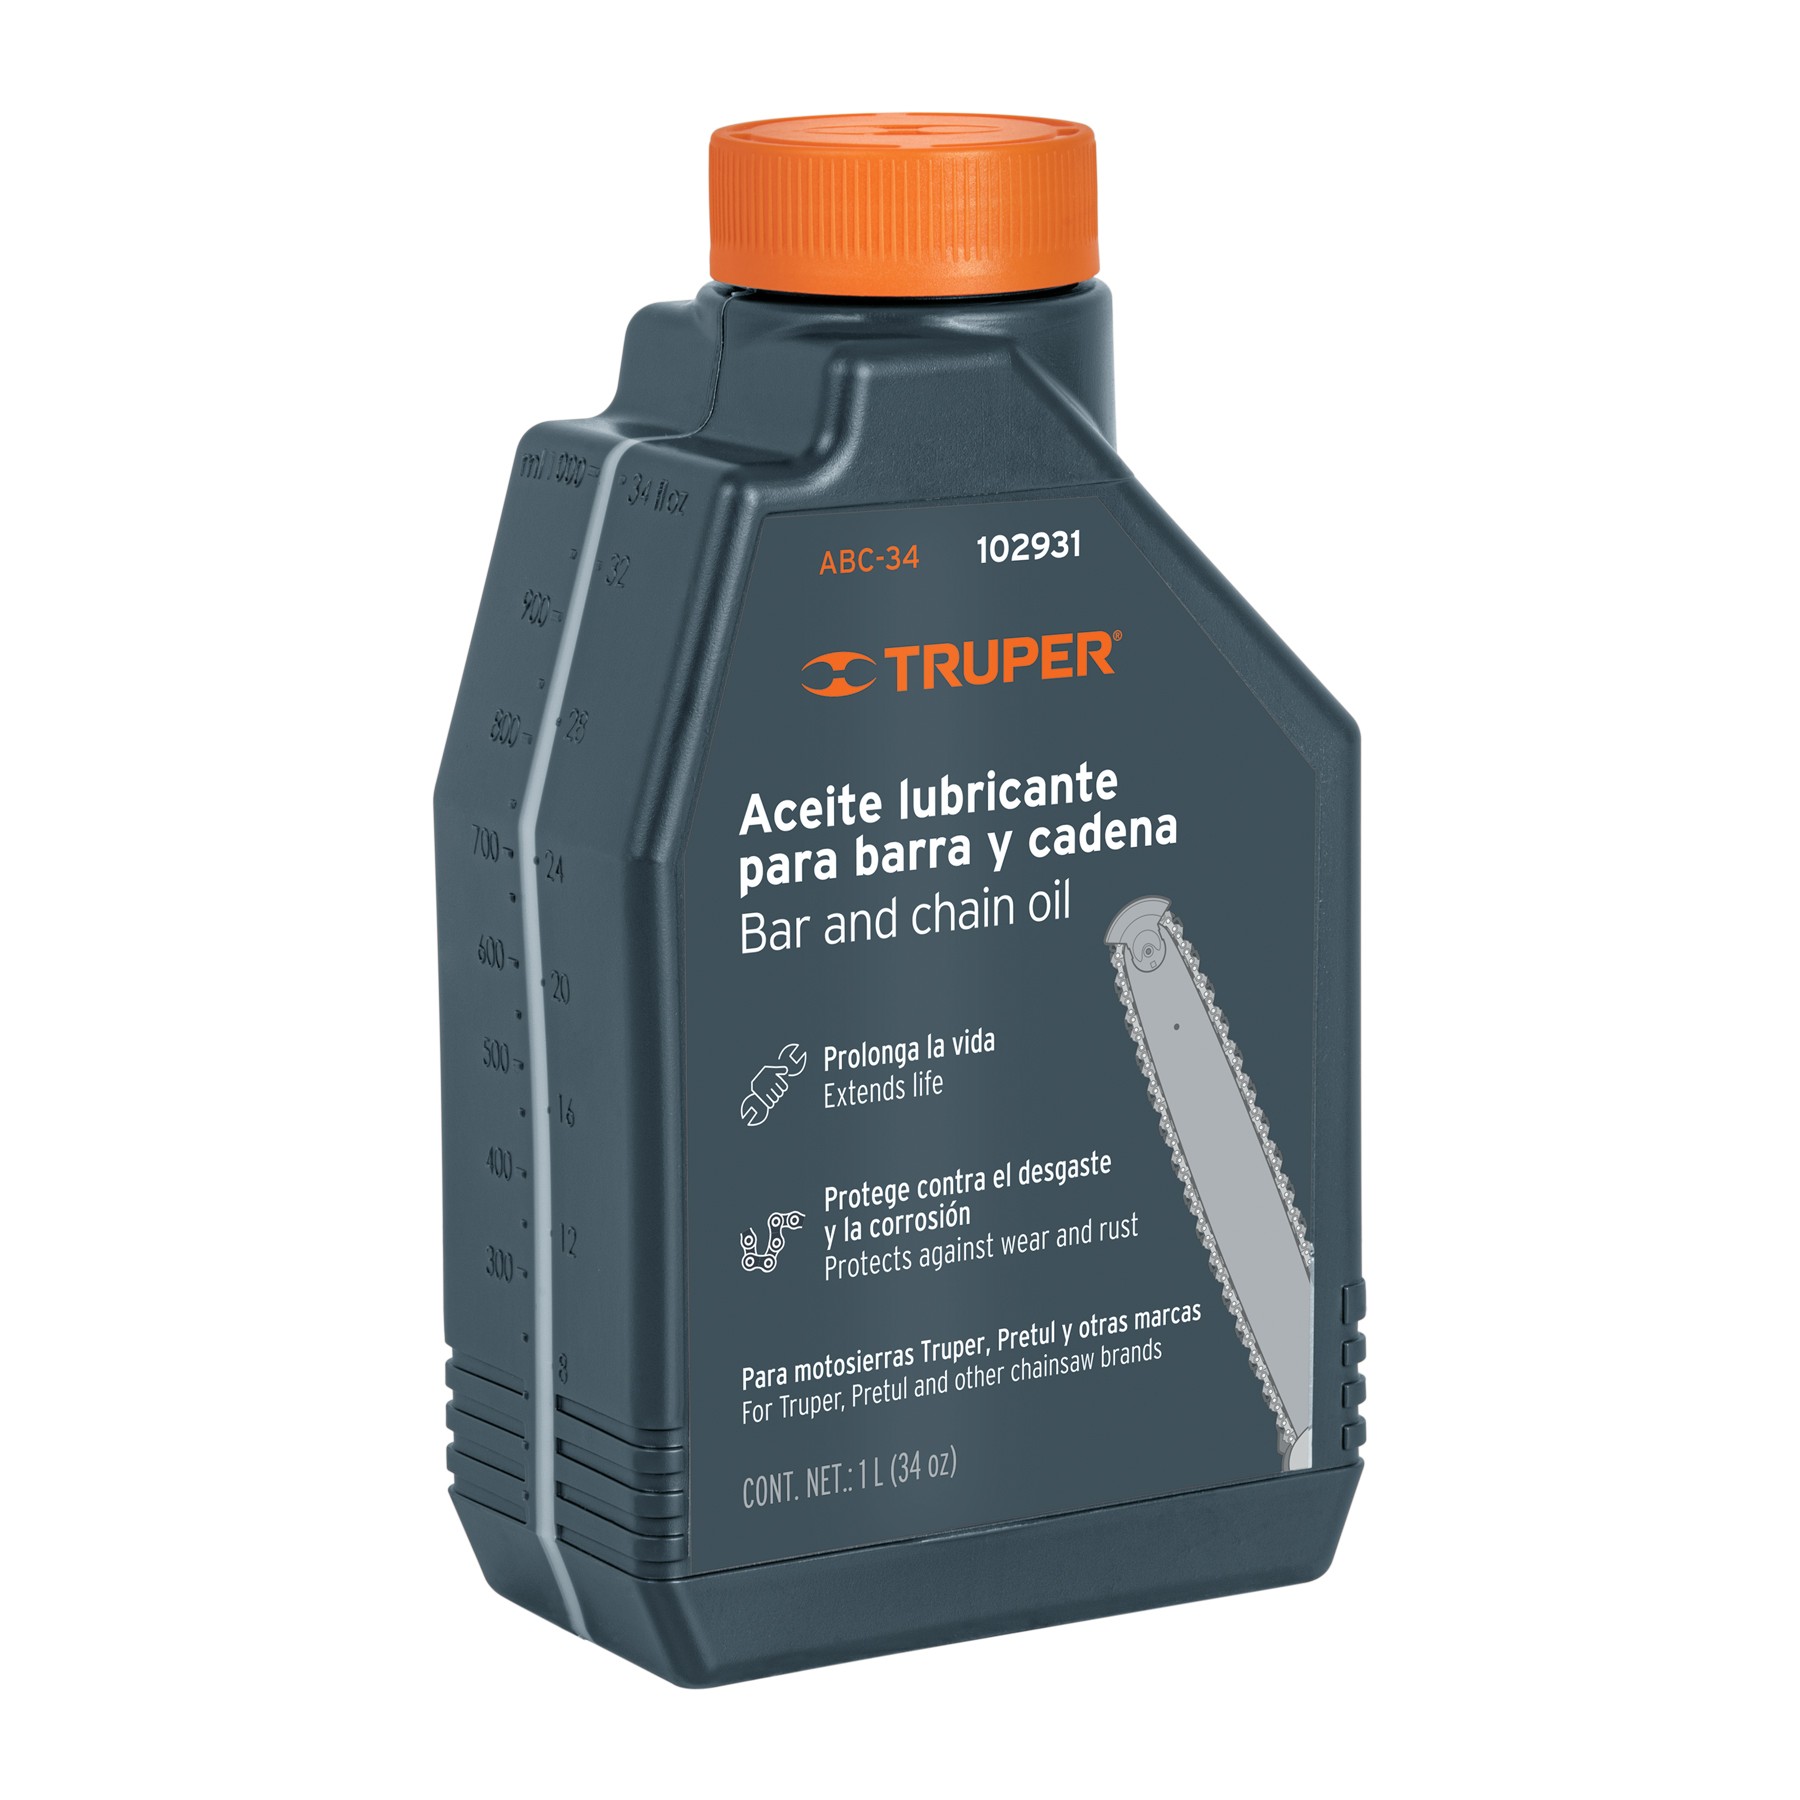 ABC-34 102931
TRUPER®
Aceite lubricante
para barra y cadena
Bar and chain oil
Prolonga la vida
Extends life
Protege contra el desgaste
y la corrosión
Protects against wear and rust
Para motosierras Truper, Pretul y otras marcas
For Truper, Pretul and other chainsaw brands
CONT. NET.: 1 L (34 oz)
ml 1000 34 fl oz
32
900
800 28
700 24
600 20
500
16
400
12
300
8